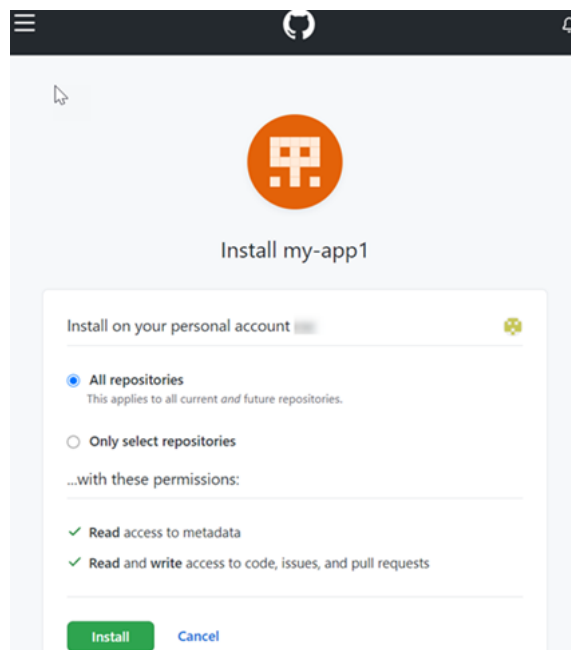 Install my-app1
Install on your personal account
All repositories
This applies to all current and future repositories.
Only select repositories
...with these permissions:
Read access to metadata
Read and write access to code, issues, and pull requests
Install Cancel